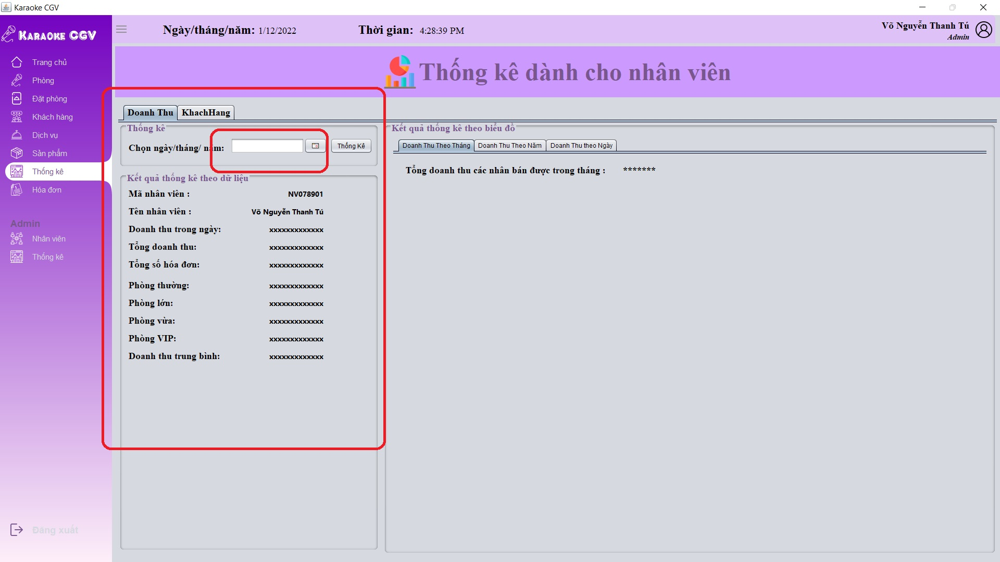 Karaoke CGV
KARAOKE CGV
Ngày/tháng/năm: 1/12/2022
Thời gian: 4:28:39 PM
Võ Nguyễn Thanh Tú
Admin
Trang chủ
Phòng
Đặt phòng
Khách hàng
Dịch vụ
Sản phẩm
Thống kê
Hóa đơn
Admin
Nhân viên
Thống kê
Đăng xuất
Thống kê dành cho nhân viên
Doanh Thu
KhachHang
Thống kê
Chọn ngày/tháng/ năm:
Thống Kê
Kết quả thống kê theo dữ liệu
Mã nhân viên : NV078901
Tên nhân viên : Võ Nguyễn Thanh Tú
Doanh thu trong ngày: xxxxxxxxxxxxx
Tổng doanh thu: xxxxxxxxxxxxx
Tổng số hóa đơn: xxxxxxxxxxxxx
Phòng thường: xxxxxxxxxxxxx
Phòng lớn: xxxxxxxxxxxxx
Phòng vừa: xxxxxxxxxxxxx
Phòng VIP: xxxxxxxxxxxxx
Doanh thu trung bình: xxxxxxxxxxxxx
Kết quả thống kê theo biểu đồ
Doanh Thu Theo Tháng
Doanh Thu Theo Năm
Doanh Thu theo Ngày
Tổng doanh thu các nhân bán được trong tháng : *******